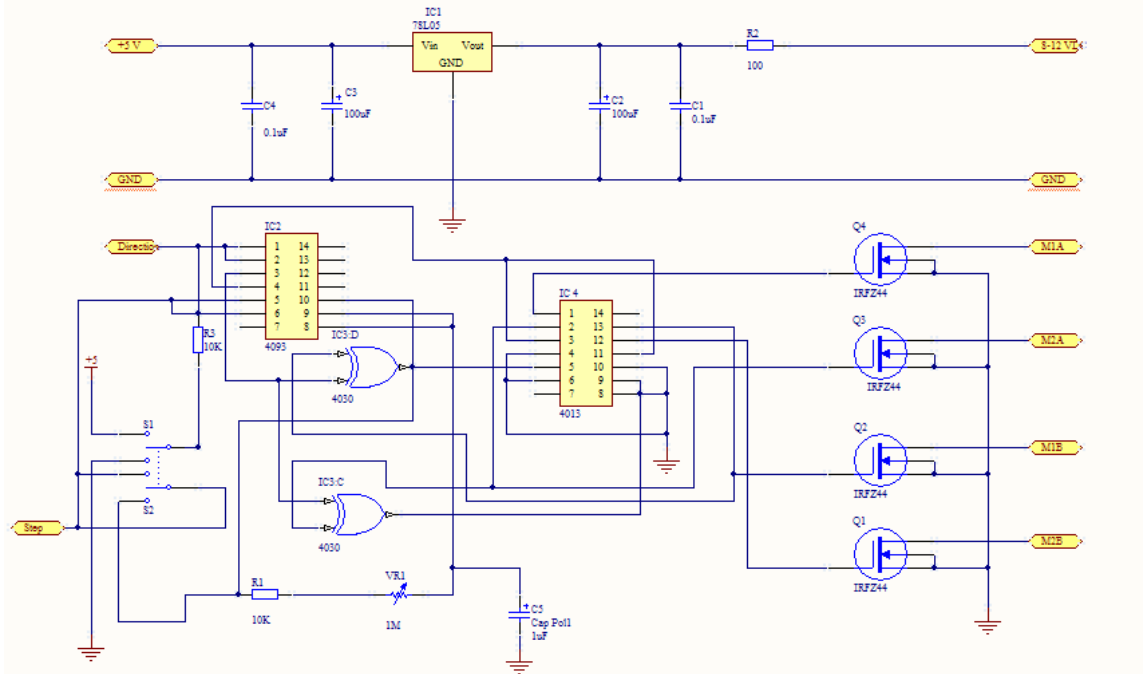 IC1
78L05
+5 V
Vin Vout
GND
R2
100
C4
0.1uF
C3
100uF
C2
100uF
C1
0.1uF
GND
GND
IC2
1 14
2 13
3 12
4 11
5 10
6 9
7 8
4093
R3
10K
IC3:D
4030
IC 4
1 14
2 13
3 12
4 11
5 10
6 9
7 8
4013
Q4
IRFZ44
M1A
Q3
IRFZ44
M2A
Q2
IRFZ44
M1B
Q1
IRFZ44
M2B
+5
S1
S2
Step
IC3:C
4030
R1
10K
VR1
1M
C5
Cap Pol1
1uF